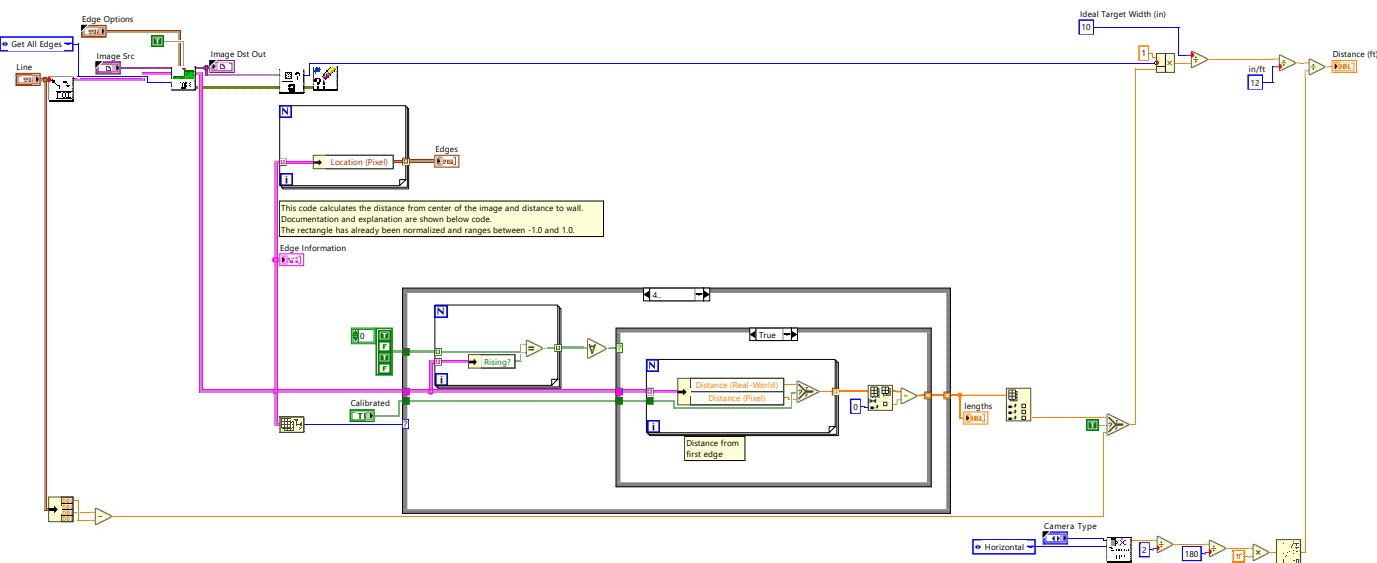 Edge Options
Get All Edges
T
Image Src
Image Dst Out
Line
Ideal Target Width (in)
10
1
in/ft
12
Distance (ft)
DBL
N
Location (Pixel)
i
Edges
This code calculates the distance from center of the image and distance to wall.
Documentation and explanation are shown below code.
The rectangle has already been normalized and ranges between -1.0 and 1.0.
Edge Information
4..
N
0
T
F
T
F
Rising?
i
True
N
Distance (Real-World)
Distance (Pixel)
i
Distance from
first edge
0
Calibrated
TF
lengths
DBL
T
Camera Type
Horizontal
2
180
π